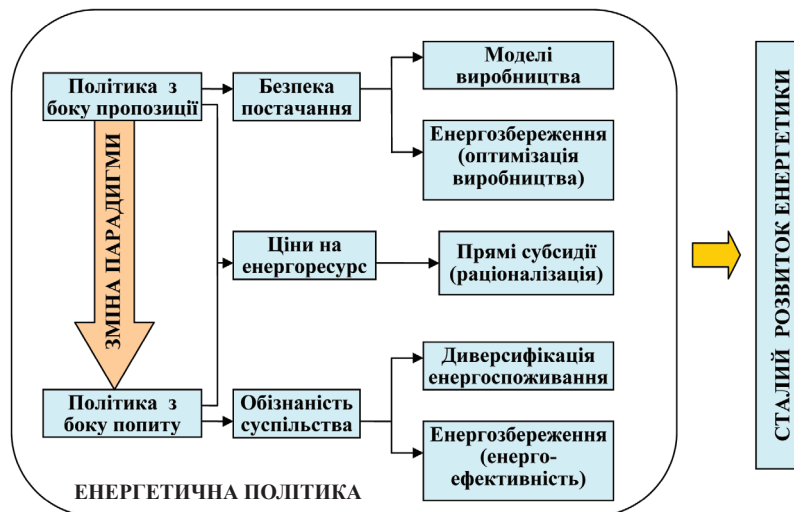 Політика з
боку пропозиції
Безпека
постачання
Моделі
виробництва
Енергозбереження
(оптимізація
виробництва)
ЗМІНА ПАРАДИГМИ
Ціни на
енергоресурс
Прямі субсидії
(раціоналізація)
Політика з
боку попиту
Обізнаність
суспільства
Диверсифікація
енергоспоживання
Енергозбереження
(енерго-
ефективність)
ЕНЕРГЕТИЧНА ПОЛІТИКА
СТАЛИЙ РОЗВИТОК ЕНЕРГЕТИКИ